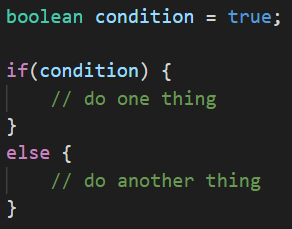 boolean condition = true;

if(condition) {
    // do one thing
}
else {
    // do another thing
}